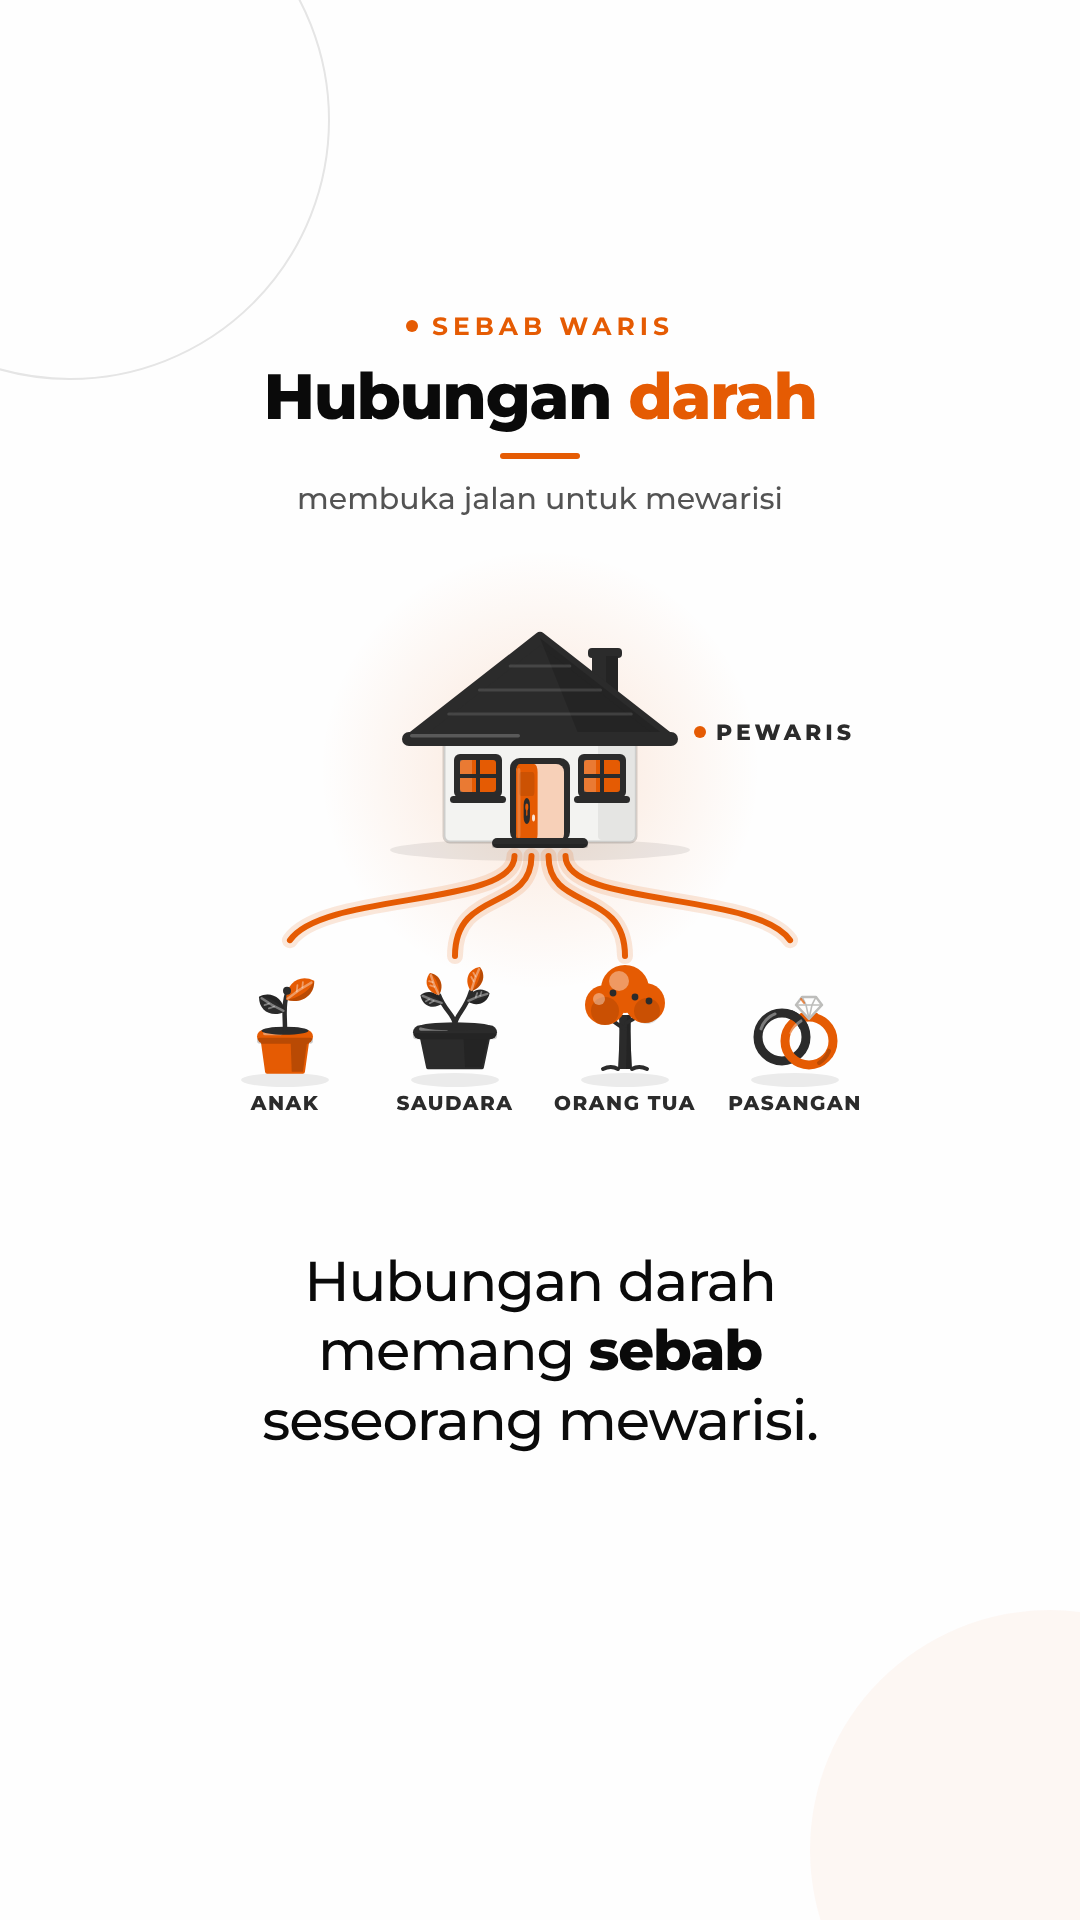 SEBAB WARIS
Hubungan darah
membuka jalan untuk mewarisi
PEWARIS
ANAK
SAUDARA
ORANG TUA
PASANGAN
Hubungan darah
memang sebab
seseorang mewarisi.